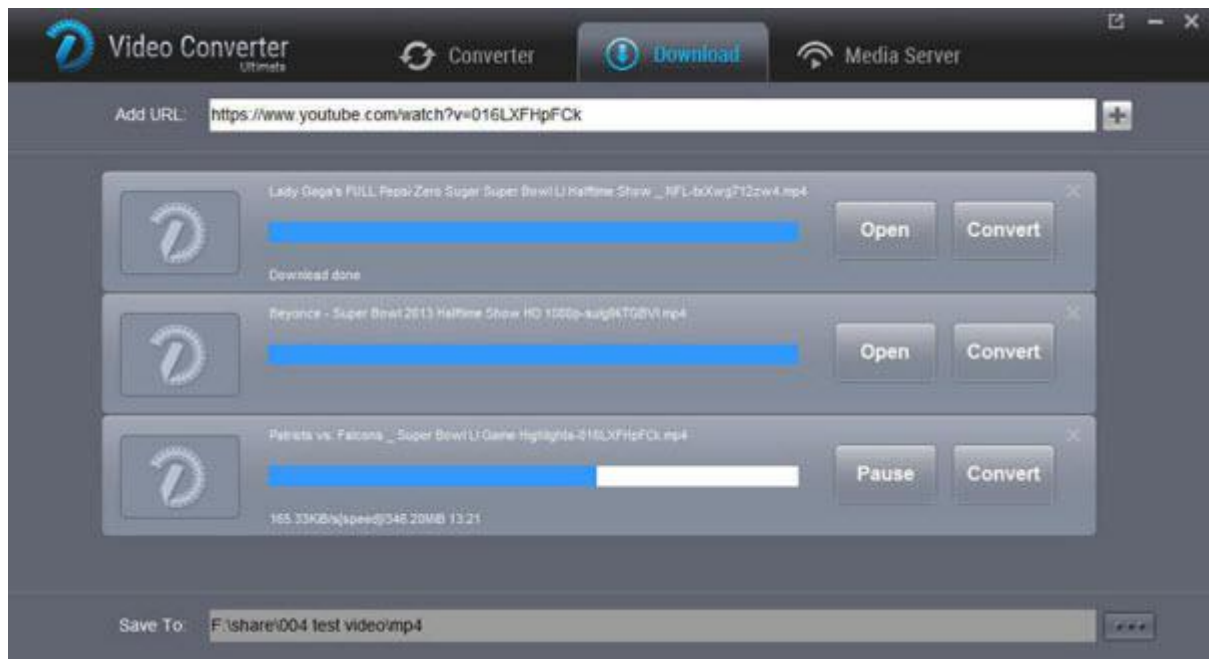 Video Converter
Ultimate
Converter
Download
Media Server
Add URL:
https://www.youtube.com/watch?v=016LXFHpFCk
Lady Gaga's FULL Pepsi Zero Sugar Super Bowl LI Halftime Show _ NFL-txXwg712zw4.mp4
Open
Convert
Download done
Beyonce - Super Bowl 2013 Halftime Show HD 1080p-
Open
Convert
Patriots vs. Falcons _ Super Bowl LI Game Highlights-016LXFHpFCk.mp4
Pause
Convert
165.33KiB/s[speed]/346.20MB 13:21
Save To:
F:\share\004 test video\mp4